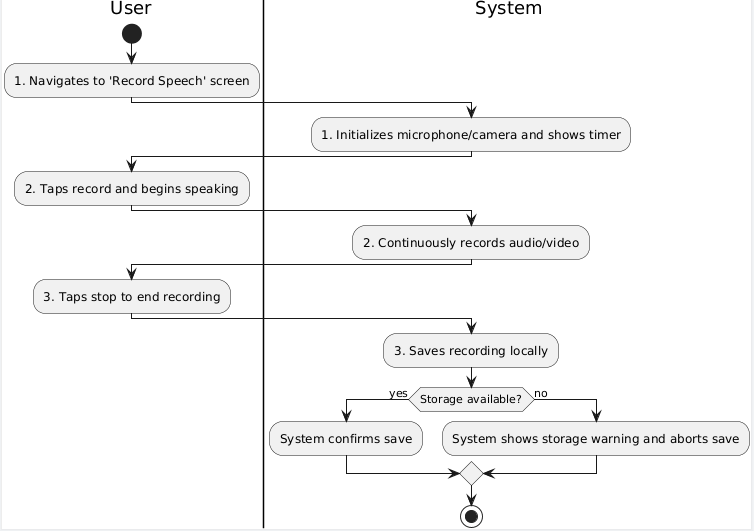 User
System
1. Navigates to 'Record Speech' screen
1. Initializes microphone/camera and shows timer
2. Taps record and begins speaking
2. Continuously records audio/video
3. Taps stop to end recording
3. Saves recording locally
yes
Storage available?
no
System confirms save
System shows storage warning and aborts save